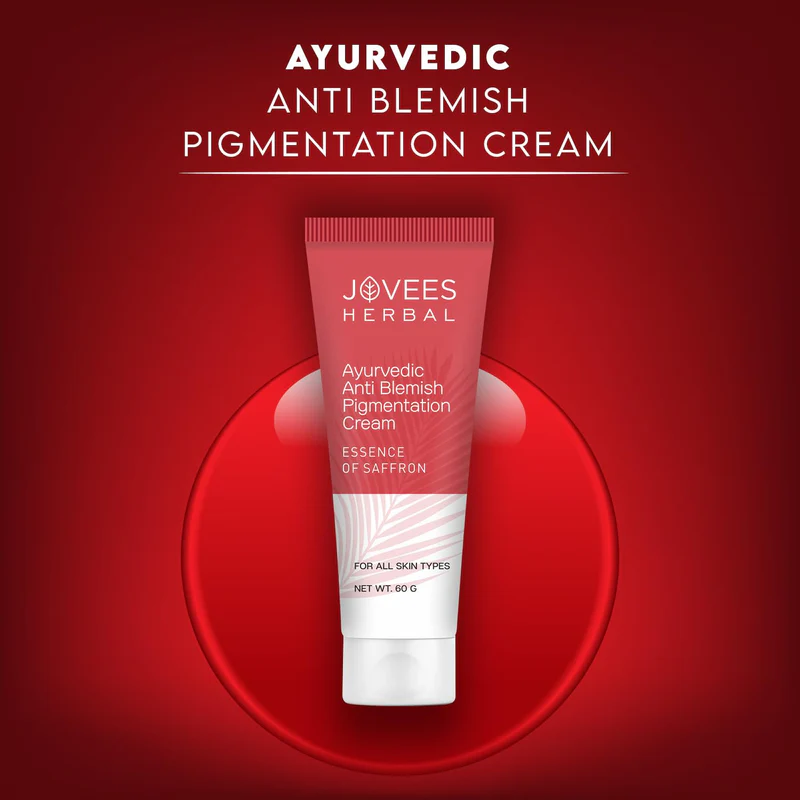 AYURVEDIC
ANTI BLEMISH
PIGMENTATION CREAM
JOVEES
HERBAL
Ayurvedic
Anti Blemish
Pigmentation
Cream
ESSENCE
OF SAFFRON
FOR ALL SKIN TYPES
NET WT. 60 G